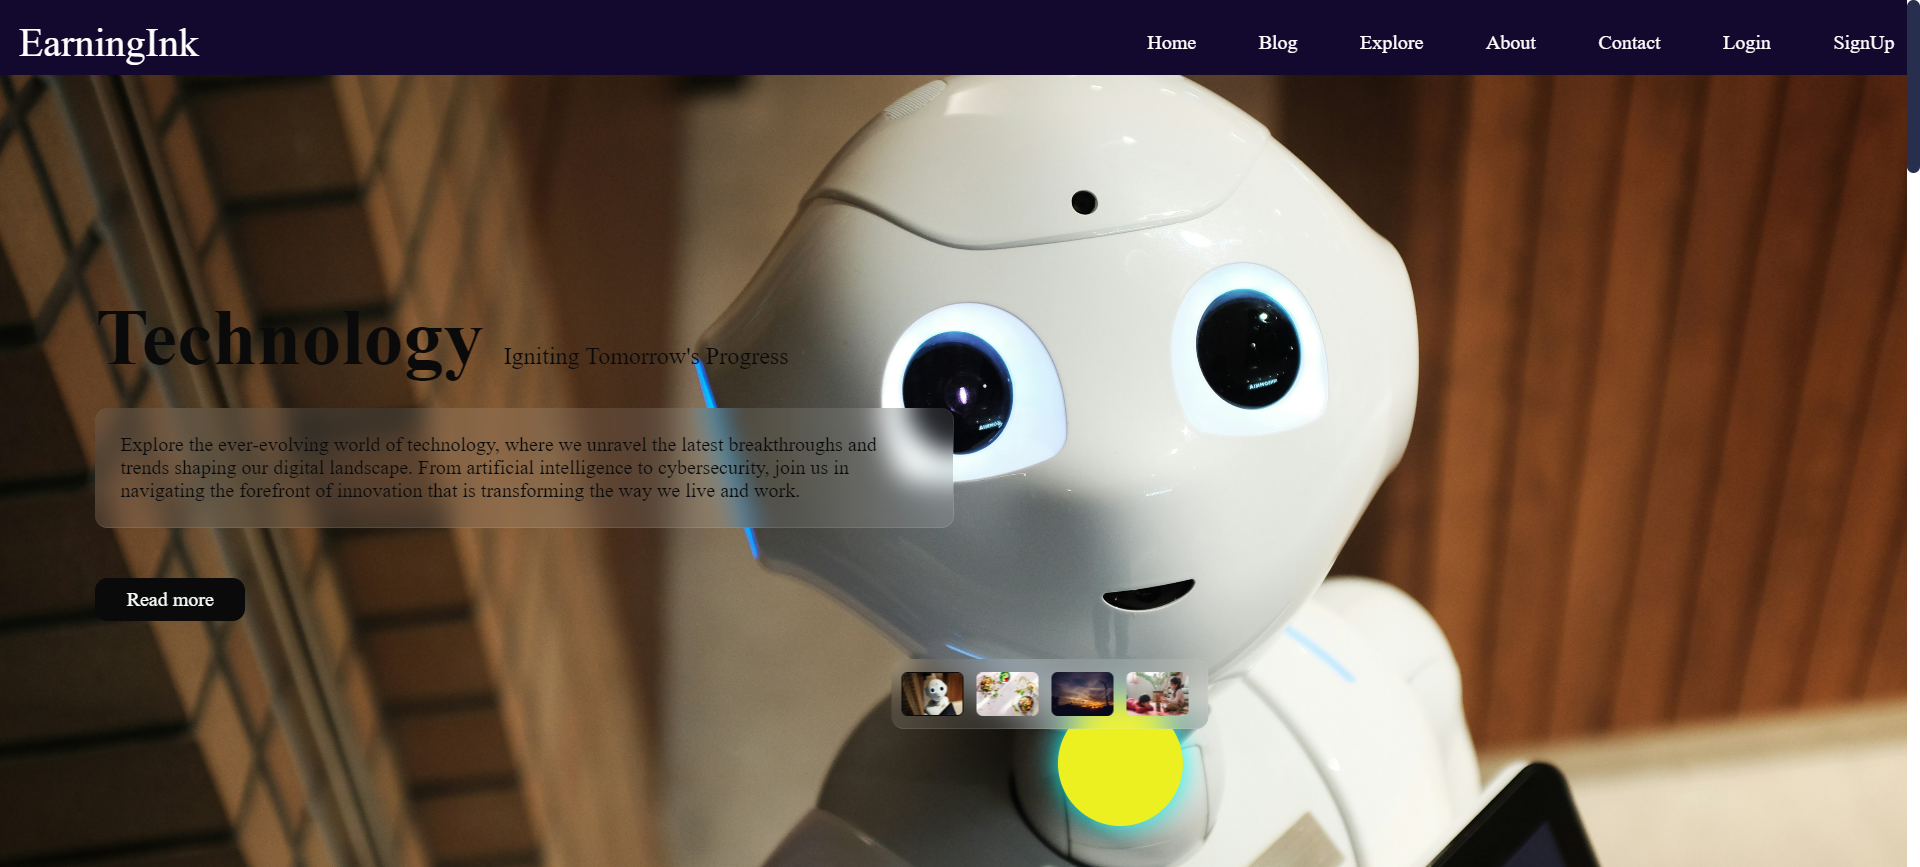 EarningInk
Home Blog Explore About Contact Login SignUp
Technology Igniting Tomorrow's Progress
Explore the ever-evolving world of technology, where we unravel the latest breakthroughs and
trends shaping our digital landscape. From artificial intelligence to cybersecurity, join us in
navigating the forefront of innovation that is transforming the way we live and work.
Read more